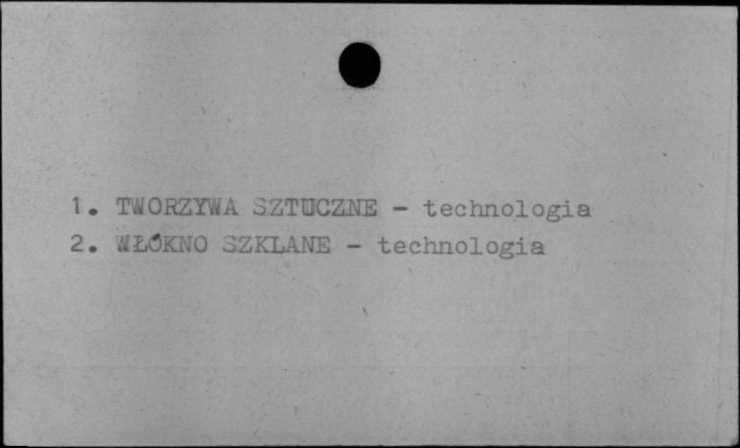 1. TWORZYWA SZTUCZNE - technologia
2. WŁÓKNO SZKLANE - technologia